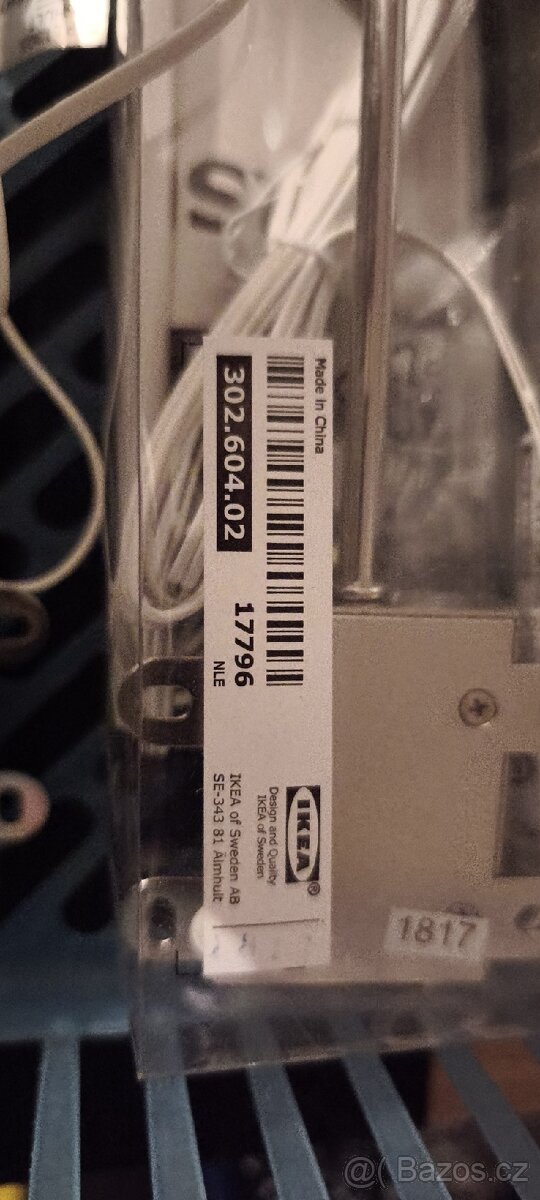 Made in China
302.604.02
17796
NLE
IKEA®
Design and Quality
IKEA of Sweden
IKEA of Sweden AB
SE-343 81 Älmhult
1817
S
@( Bazos.cz